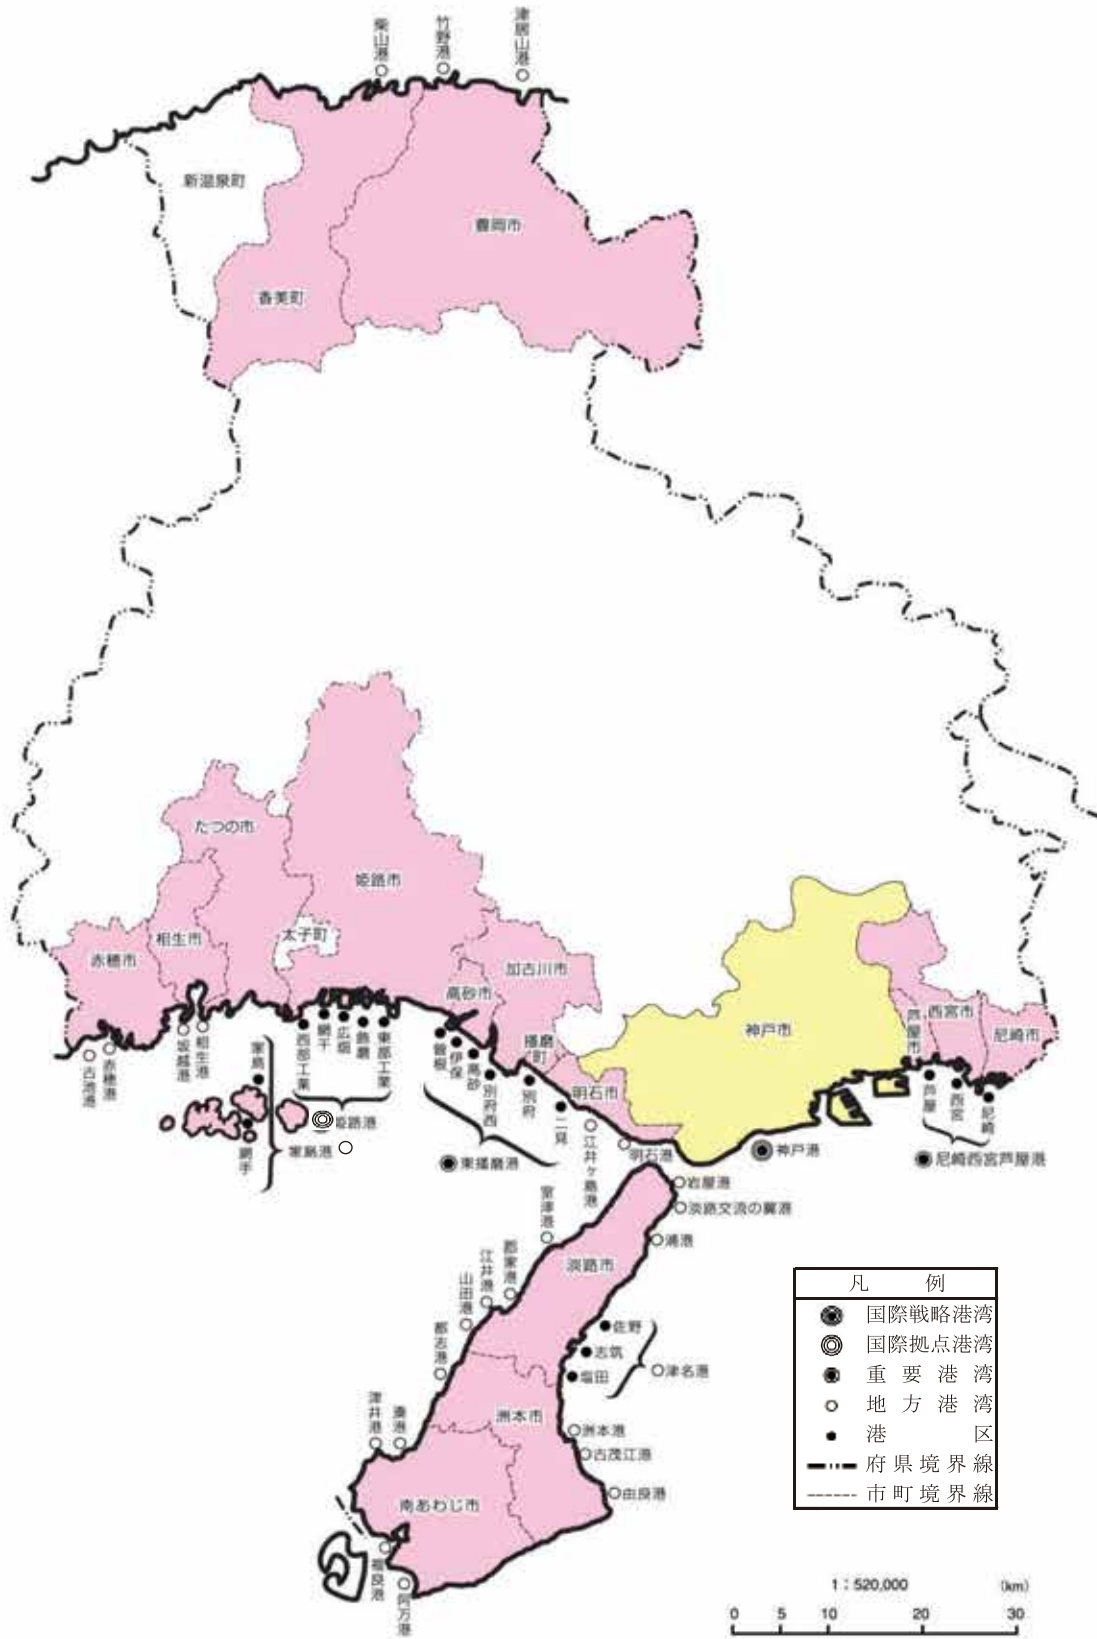 柴山港
竹野港
津居山港
新温泉町
豊岡市
香美町
たつの市
姫路市
相生市
太子町
赤穂市
加古川市
高砂市
播磨町
明石市
神戸市
芦屋市
西宮市
尼崎市
古池港
赤穂港
坂越港
相生港
家島
網手
家島港
西部工業
網干
広畑
飾磨
東部工業
姫路港
曽根
伊保
高砂
別府西
別府
二見
東播磨港
江井ヶ島港
明石港
神戸港
芦屋
西宮
尼崎
尼崎西宮芦屋港
岩屋港
淡路交流の翼港
浦港
室津港
郡家港
江井港
山田港
都志港
淡路市
佐野
志筑
塩田
津名港
洲本市
洲本港
古茂江港
由良港
津井港
湊港
南あわじ市
福良港
阿万港
凡 例
国際戦略港湾
国際拠点港湾
重要港湾
地方港湾
港区
府県境界線
市町境界線
1:520,000 (km)
0 5 10 20 30